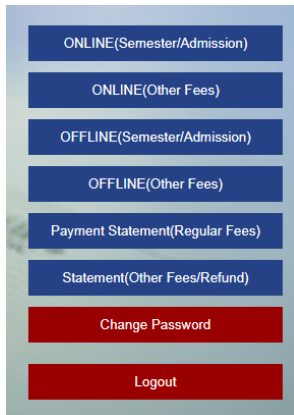 ONLINE(Semester/Admission)
ONLINE(Other Fees)
OFFLINE(Semester/Admission)
OFFLINE(Other Fees)
Payment Statement(Regular Fees)
Statement(Other Fees/Refund)
Change Password
Logout